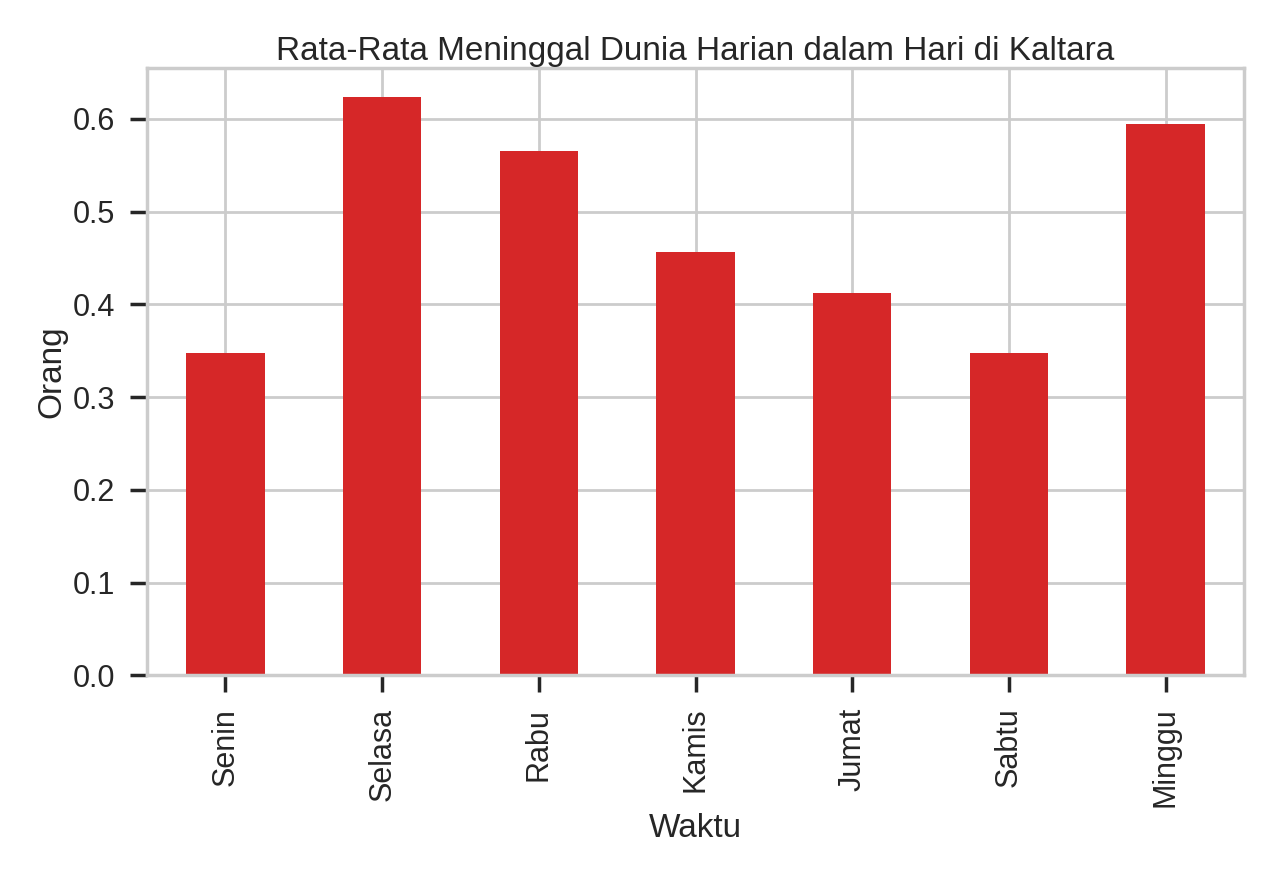 Rata-Rata Meninggal Dunia Harian dalam Hari di Kaltara
Orang
0.6
0.5
0.4
0.3
0.2
0.1
0.0
Senin
Selasa
Rabu
Kamis
Jumat
Sabtu
Minggu
Waktu